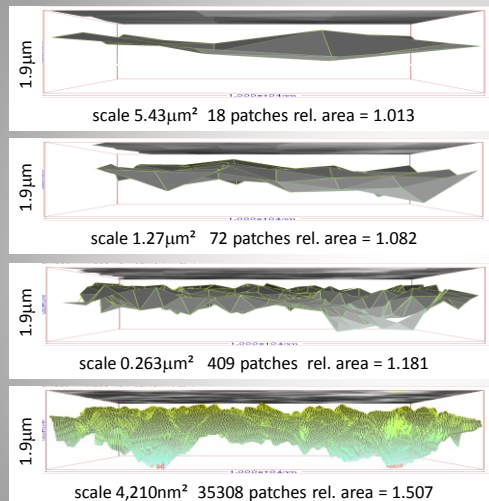 1.9µm
scale 5.43µm² 18 patches rel. area = 1.013
1.9µm
scale 1.27µm² 72 patches rel. area = 1.082
1.9µm
scale 0.263µm² 409 patches rel. area = 1.181
1.9µm
scale 4,210nm² 35308 patches rel. area = 1.507